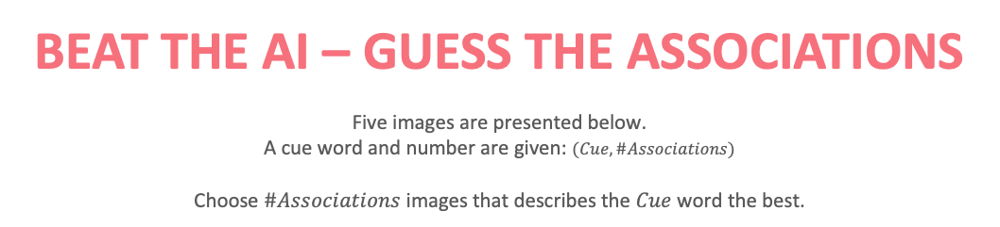 BEAT THE AI – GUESS THE ASSOCIATIONS
Five images are presented below.
A cue word and number are given: (Cue, #Associations)
Choose #Associations images that describes the Cue word the best.